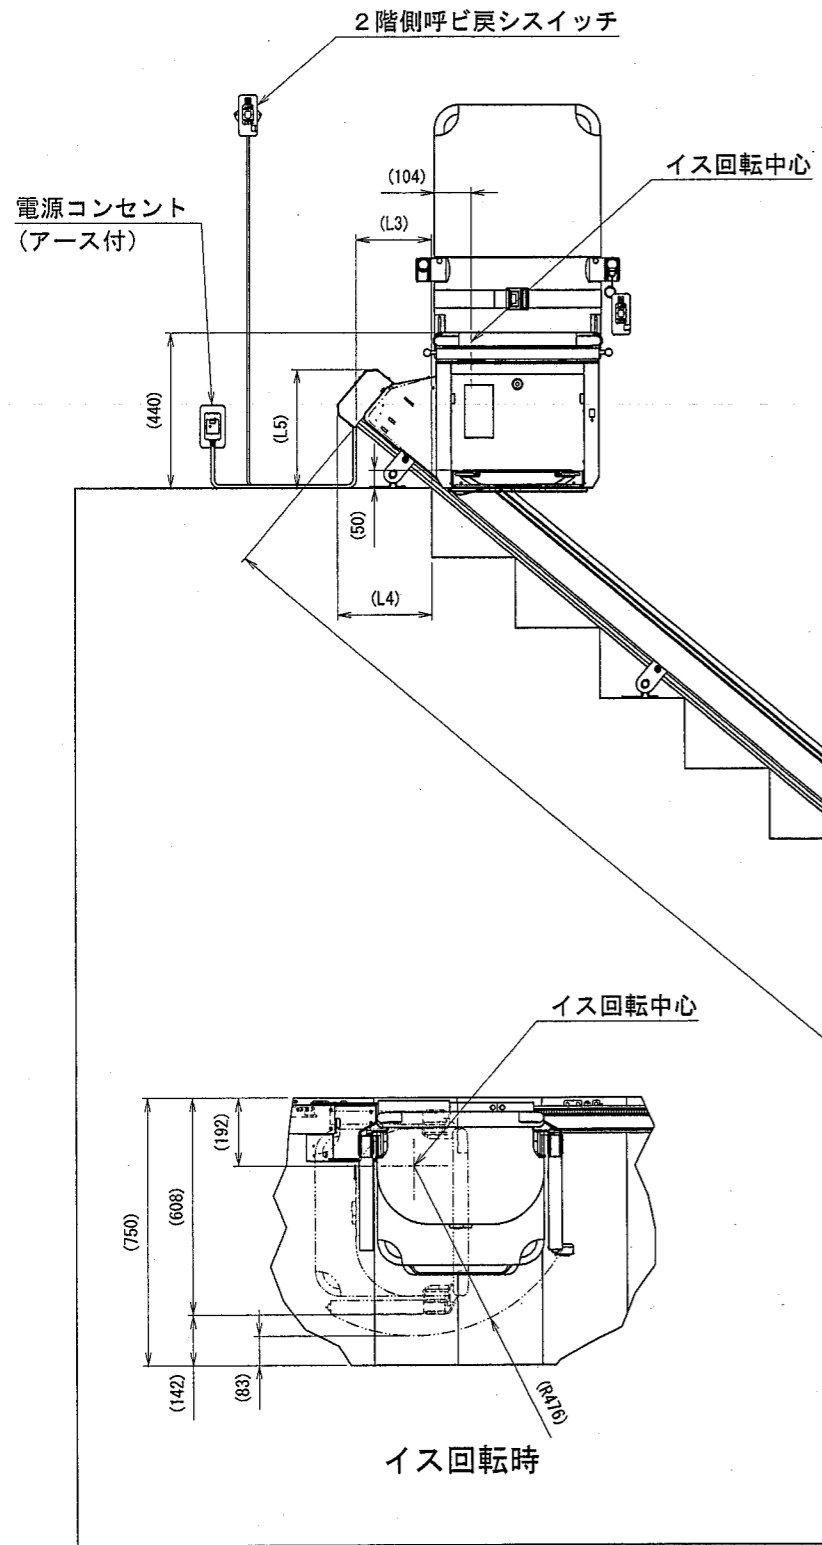 ２階側呼ビ戻シスイッチ
(104)
イス回転中心
電源コンセント
(アース付)
(L3)
(440)
(L5)
(50)
(L4)
イス回転中心
(192)
(608)
(750)
(142)
(83)
(R476)
イス回転時